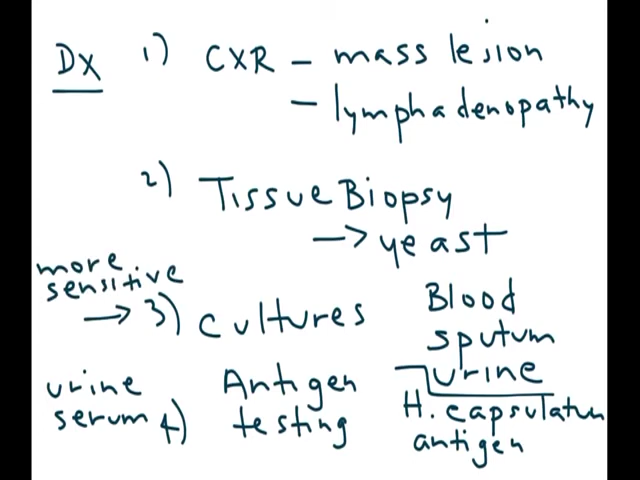 DX 1) CXR - mass lesion
- lymphadenopathy
2) Tissue Biopsy
→ yeast
more sensitive
→ 3) cultures Blood
sputum
urine
urine serum 4) Antigen testing H. capsulatum antigen